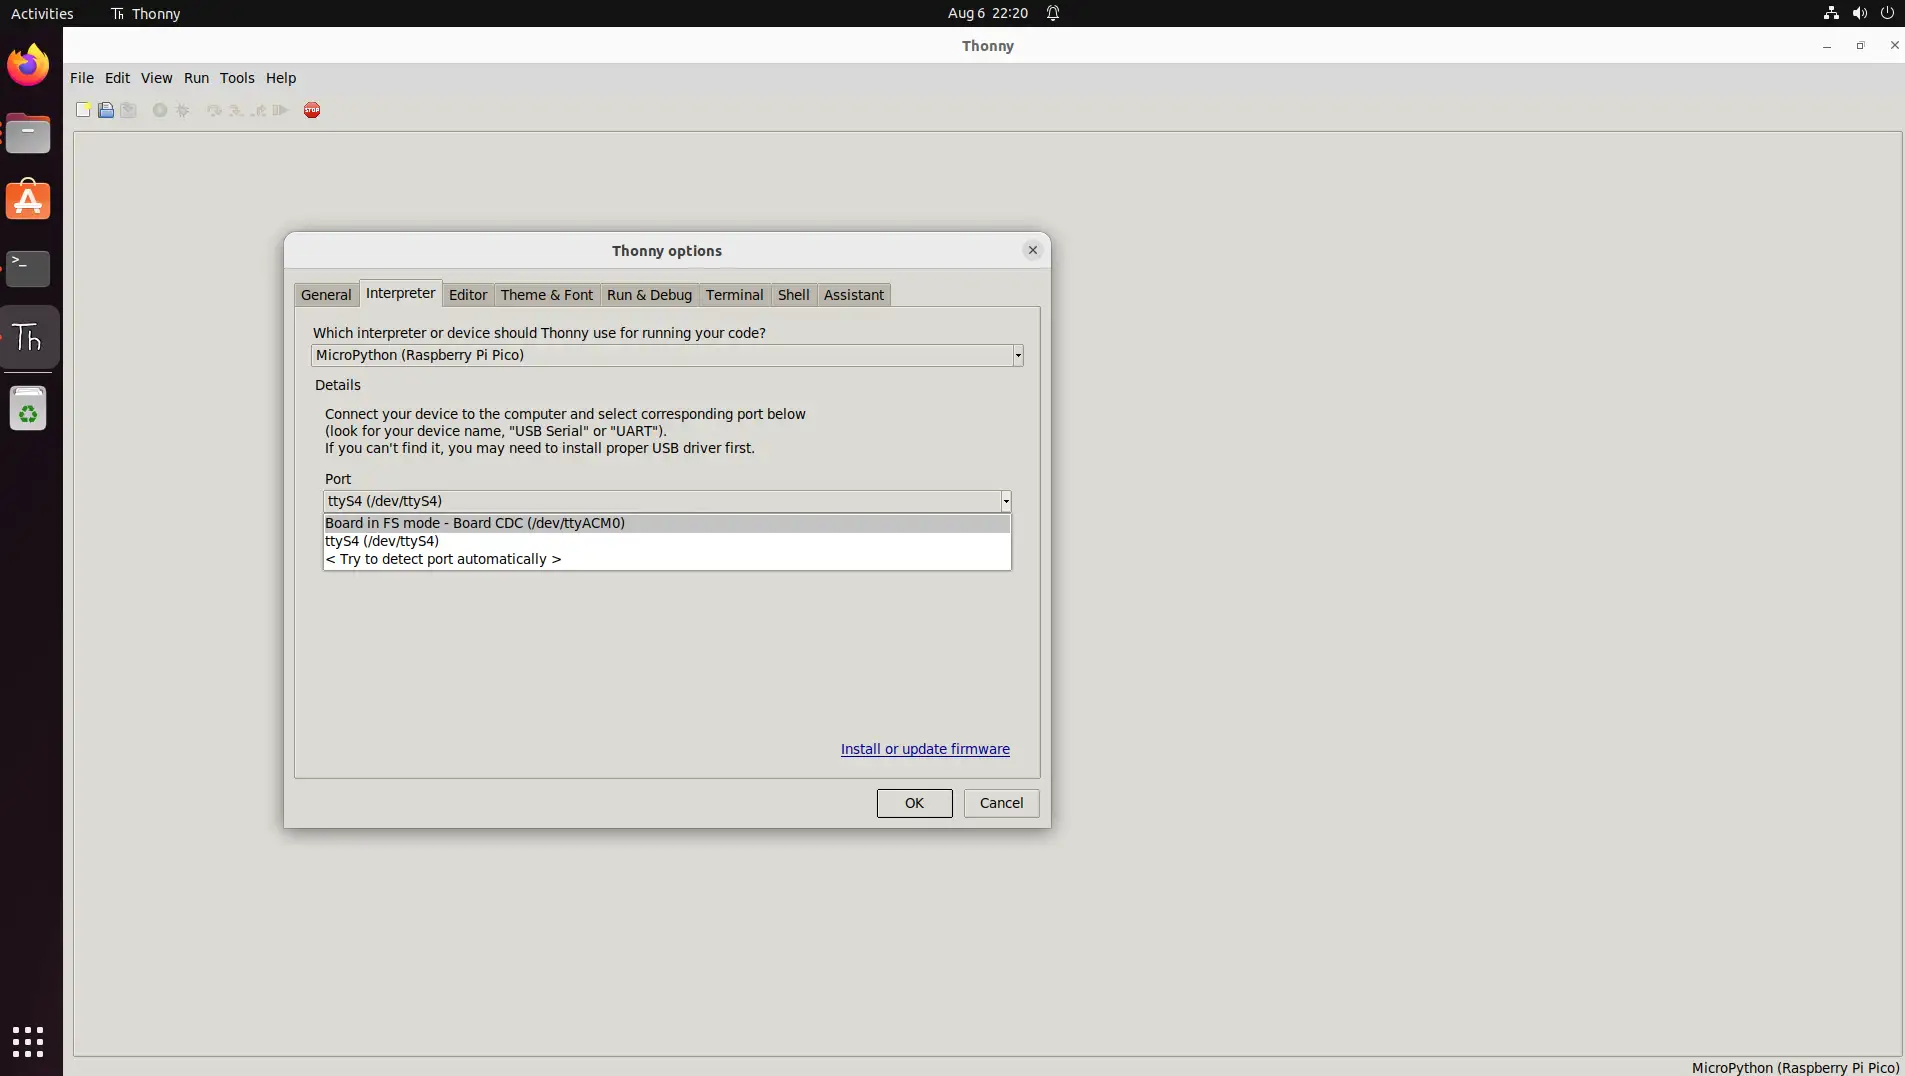 Activities Thonny Aug 6 22:20
Thonny
File Edit View Run Tools Help
STOP
Thonny options
General Interpreter Editor Theme & Font Run & Debug Terminal Shell Assistant
Which interpreter or device should Thonny use for running your code?
MicroPython (Raspberry Pi Pico)
Details
Connect your device to the computer and select corresponding port below
(look for your device name, "USB Serial" or "UART").
If you can't find it, you may need to install proper USB driver first.
Port
ttyS4 (/dev/ttyS4)
Board in FS mode - Board CDC (/dev/ttyACM0)
ttyS4 (/dev/ttyS4)
< Try to detect port automatically >
Install or update firmware
OK Cancel
MicroPython (Raspberry Pi Pico)